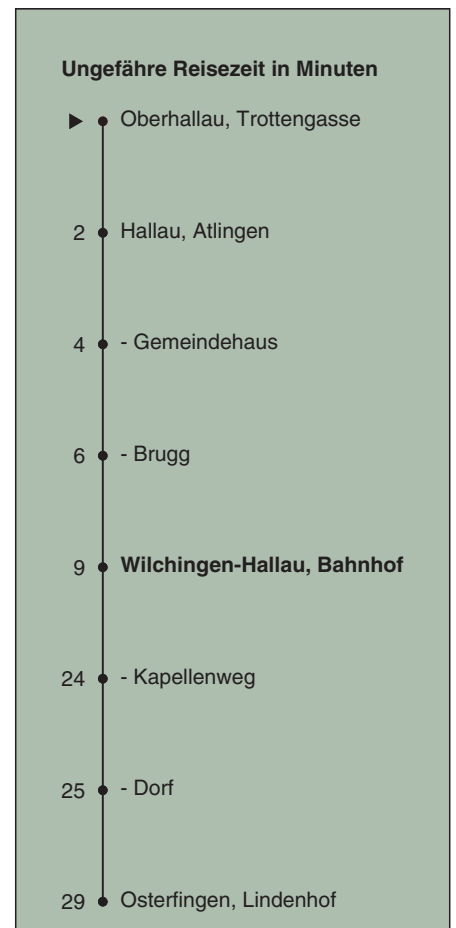 Ungefähre Reisezeit in Minuten
Oberhallau, Trottengasse
2 Hallau, Atlingen
4 - Gemeindehaus
6 - Brugg
9 Wilchingen-Hallau, Bahnhof
24 - Kapellenweg
25 - Dorf
29 Osterfingen, Lindenhof